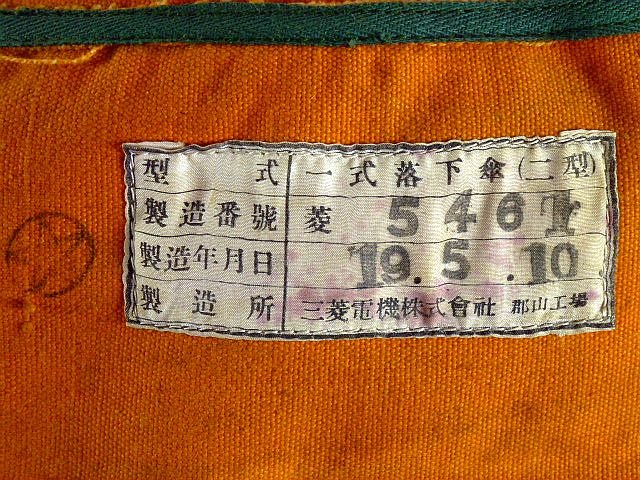 型式 一式落下傘(二型)
製造番號 菱 5461
製造年月日 19.5.10
製造所 三菱電機株式會社 郡山工場